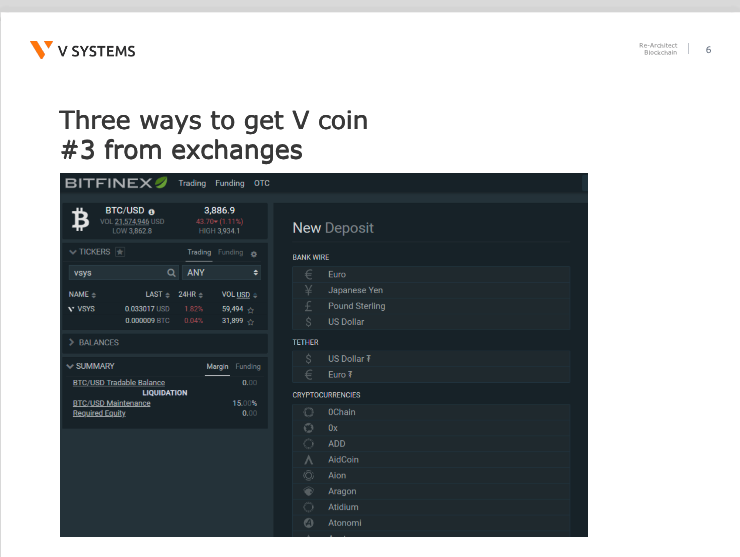 V SYSTEMS
Re-Architect
Blockchain
6
Three ways to get V coin
#3 from exchanges
BITFINEX Trading Funding OTC
BTC/USD 3,886.9
VOL 21,574.946 USD 43.70 (1.11%)
LOW 3,862.8 HIGH 3,934.1
TICKERS Trading Funding
vsys ANY
NAME LAST 24HR VOL USD
VSYS 0.033017 USD 1.82% 59,494
0.000009 BTC 0.04% 31,899
BALANCES
SUMMARY Margin Funding
BTC/USD Tradable Balance 0.00
LIQUIDATION
BTC/USD Maintenance 15.00%
Required Equity 0.00
New Deposit
BANK WIRE
€ Euro
¥ Japanese Yen
£ Pound Sterling
$ US Dollar
TETHER
$ US Dollar ₮
€ Euro ₮
CRYPTOCURRENCIES
0Chain
0x
ADD
AidCoin
Aion
Aragon
Atidium
Atonomi